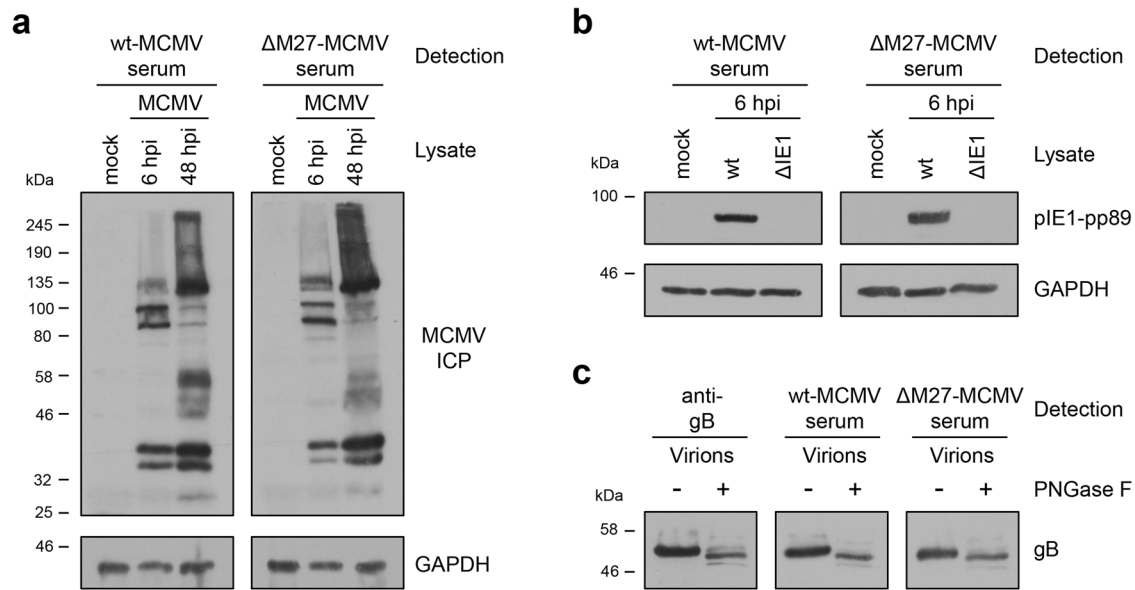 a
wt-MCMV
serum
ΔM27-MCMV
serum
Detection
MCMV
MCMV
mock
6 hpi
48 hpi
mock
6 hpi
48 hpi
Lysate
kDa
245
190
135
100
80
58
46
32
25
MCMV
ICP
46
GAPDH
b
wt-MCMV
serum
ΔM27-MCMV
serum
Detection
6 hpi
6 hpi
mock
wt
ΔIE1
mock
wt
ΔIE1
Lysate
kDa
100
pIE1-pp89
46
GAPDH
c
anti-
gB
wt-MCMV
serum
ΔM27-MCMV
serum
Detection
Virions
Virions
Virions
- + - + - + PNGase F
kDa
58
gB
46